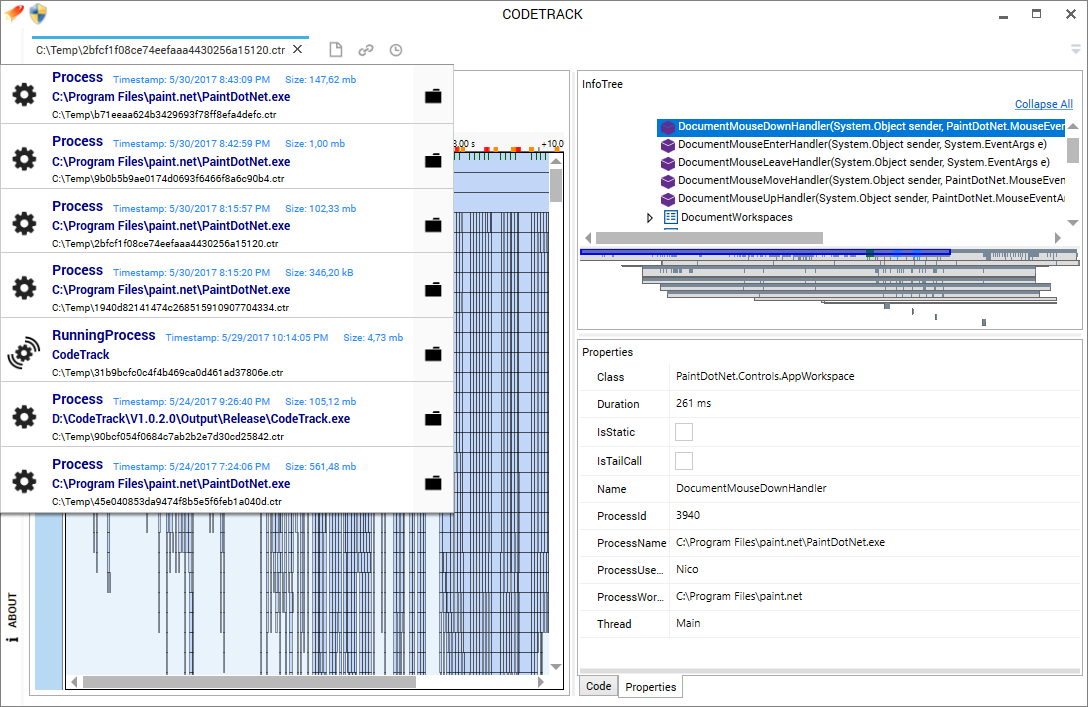 CODETRACK
C:\Temp\2bfcf1f08ce74eefaaa4430256a15120.ctr
Process Timestamp: 5/30/2017 8:43:09 PM Size: 147,62 mb
C:\Program Files\paint.net\PaintDotNet.exe
C:\Temp\b71eeaa624b3429693f78ff8efa4defc.ctr
Process Timestamp: 5/30/2017 8:42:59 PM Size: 1,00 mb
C:\Program Files\paint.net\PaintDotNet.exe
C:\Temp\9b0b5b9ae0174d0693f6466f8a6c90b4.ctr
Process Timestamp: 5/30/2017 8:15:57 PM Size: 102,33 mb
C:\Program Files\paint.net\PaintDotNet.exe
C:\Temp\2bfcf1f08ce74eefaaa4430256a15120.ctr
Process Timestamp: 5/30/2017 8:15:20 PM Size: 346,20 kB
C:\Program Files\paint.net\PaintDotNet.exe
C:\Temp\1940d82141474c268515910907704334.ctr
RunningProcess Timestamp: 5/29/2017 10:14:05 PM Size: 4,73 mb
CodeTrack
C:\Temp\31b9bcfc0c4f4b469ca0d461ad37806e.ctr
Process Timestamp: 5/24/2017 9:26:40 PM Size: 105,12 mb
D:\CodeTrack\V1.0.2.0\Output\Release\CodeTrack.exe
C:\Temp\90bcf054f0684c7ab2b2e7d30cd25842.ctr
Process Timestamp: 5/24/2017 7:24:06 PM Size: 561,48 mb
C:\Program Files\paint.net\PaintDotNet.exe
C:\Temp\45e040853da9474f8b5e5f6feb1a040d.ctr
ABOUT
+10,0
InfoTree
Collapse All
DocumentMouseDownHandler(System.Object sender, PaintDotNet.MouseEven
DocumentMouseEnterHandler(System.Object sender, System.EventArgs e)
DocumentMouseLeaveHandler(System.Object sender, System.EventArgs e)
DocumentMouseMoveHandler(System.Object sender, PaintDotNet.MouseEven
DocumentMouseUpHandler(System.Object sender, PaintDotNet.MouseEventAr
DocumentWorkspaces
Properties
Class PaintDotNet.Controls.AppWorkspace
Duration 261 ms
IsStatic
IsTailCall
Name DocumentMouseDownHandler
ProcessId 3940
ProcessName C:\Program Files\paint.net\PaintDotNet.exe
ProcessUse... Nico
ProcessWor... C:\Program Files\paint.net
Thread Main
Code Properties